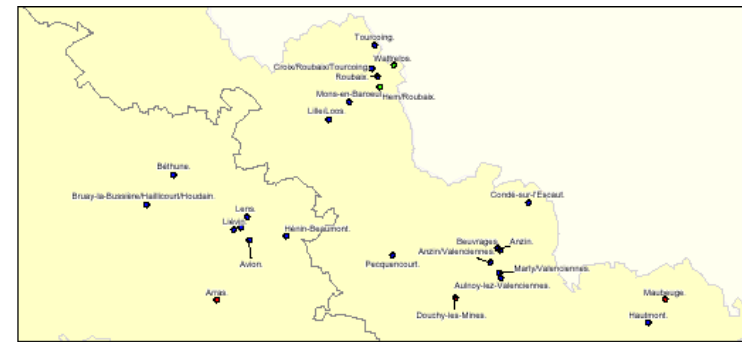 Tourcoing.
Wattrelos.
Croix/Roubaix/Tourcoing.
Roubaix.
Hem/Roubaix.
Mons-en-Baroeul.
Lille/Loos.
Béthune.
Bruay-la-Bussière/Haillicourt/Houdain.
Condé-sur-l'Escaut.
Lens.
Liévin.
Hénin-Beaumont.
Avion.
Beuvrages.
Anzin.
Anzin/Valenciennes.
Pecquencourt.
Marly/Valenciennes.
Aulnoy-lez-Valenciennes.
Arras.
Maubeuge.
Douchy-les-Mines.
Hautmont.